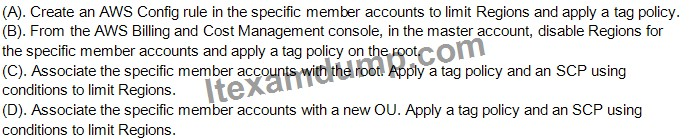 (A). Create an AWS Config rule in the specific member accounts to limit Regions and apply a tag policy.
(B). From the AWS Billing and Cost Management console, in the master account, disable Regions for
the specific member accounts and apply a tag policy on the root.
(C). Associate the specific member accounts with the root. Apply a tag policy and an SCP using
conditions to limit Regions.
(D). Associate the specific member accounts with a new OU. Apply a tag policy and an SCP using
conditions to limit Regions.
Itexamdump.com